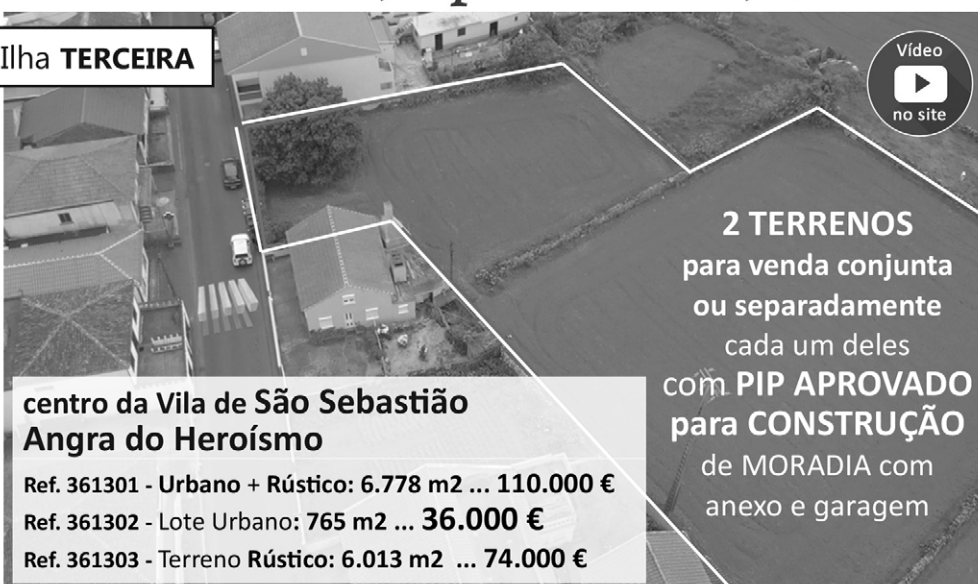 Ilha TERCEIRA
Vídeo
no site
2 TERRENOS
para venda conjunta
ou separadamente
cada um deles
com PIP APROVADO
para CONSTRUÇÃO
de MORADIA com
anexo e garagem
centro da Vila de São Sebastião
Angra do Heroísmo
Ref. 361301 - Urbano + Rústico: 6.778 m2 ... 110.000 €
Ref. 361302 - Lote Urbano: 765 m2 ... 36.000 €
Ref. 361303 - Terreno Rústico: 6.013 m2 ... 74.000 €